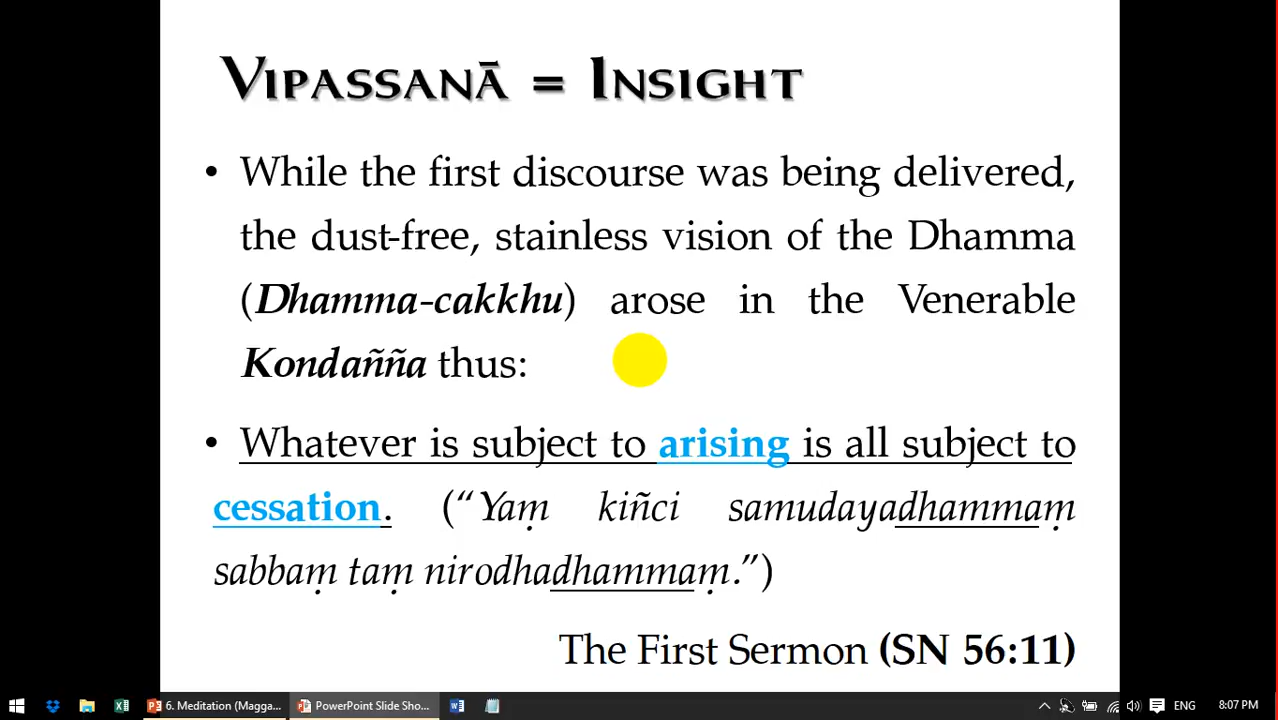 VIPASSANĀ = INSIGHT
• While the first discourse was being delivered,
the dust-free, stainless vision of the Dhamma
(Dhamma-cakkhu) arose in the Venerable
Kondañña thus:
• Whatever is subject to arising is all subject to
cessation. (“Yaṃ kiñci samudayadhammaṃ
sabbaṃ taṃ nirodhadhammaṃ.”)
The First Sermon (SN 56:11)
6. Meditation (Magga... PowerPoint Slide Sho... ENG 8:07 PM